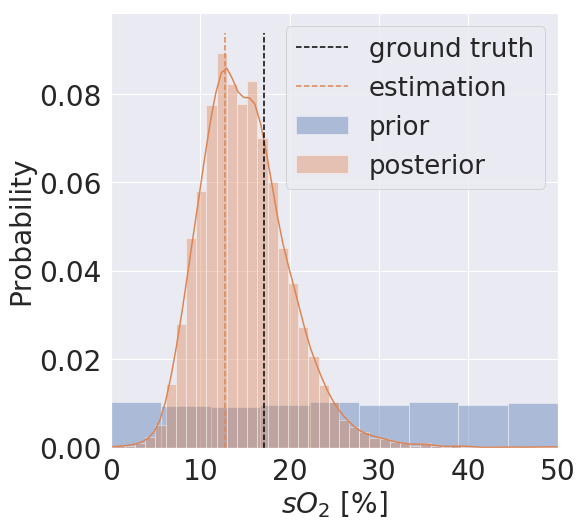 ground truth
estimation
prior
posterior
Probability
0.08
0.06
0.04
0.02
0.00
0 10 20 30 40 50
sO₂ [%]